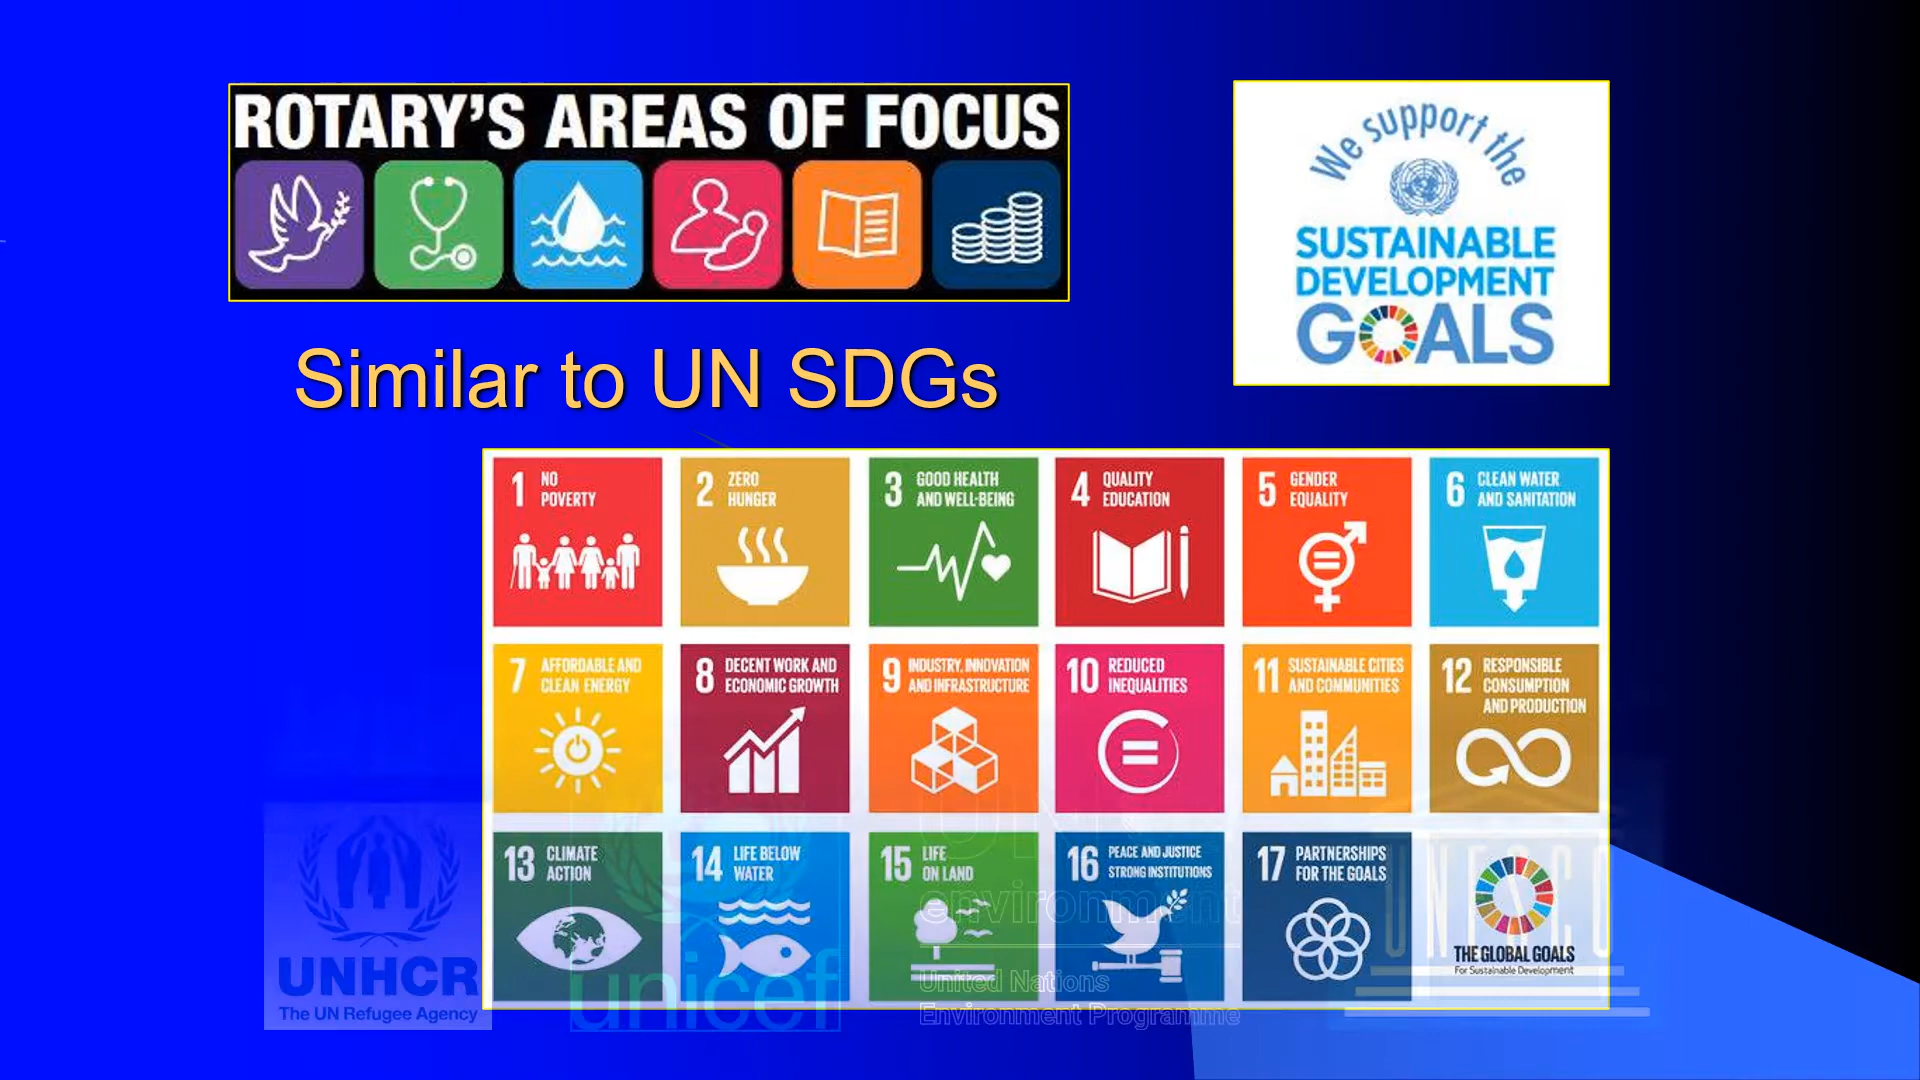 ROTARY'S AREAS OF FOCUS
We support the
SUSTAINABLE
DEVELOPMENT
GOALS
Similar to UN SDGs
1 NO
POVERTY
2 ZERO
HUNGER
3 GOOD HEALTH
AND WELL-BEING
4 QUALITY
EDUCATION
5 GENDER
EQUALITY
6 CLEAN WATER
AND SANITATION
7 AFFORDABLE AND
CLEAN ENERGY
8 DECENT WORK AND
ECONOMIC GROWTH
9 INDUSTRY, INNOVATION
AND INFRASTRUCTURE
10 REDUCED
INEQUALITIES
11 SUSTAINABLE CITIES
AND COMMUNITIES
12 RESPONSIBLE
CONSUMPTION
AND PRODUCTION
13 CLIMATE
ACTION
14 LIFE BELOW
WATER
15 LIFE
ON LAND
16 PEACE AND JUSTICE
STRONG INSTITUTIONS
17 PARTNERSHIPS
FOR THE GOALS
THE GLOBAL GOALS
For Sustainable Development
UNHCR
The UN Refugee Agency
unicef
UN
environment
United Nations
Environment Programme
UNESCO